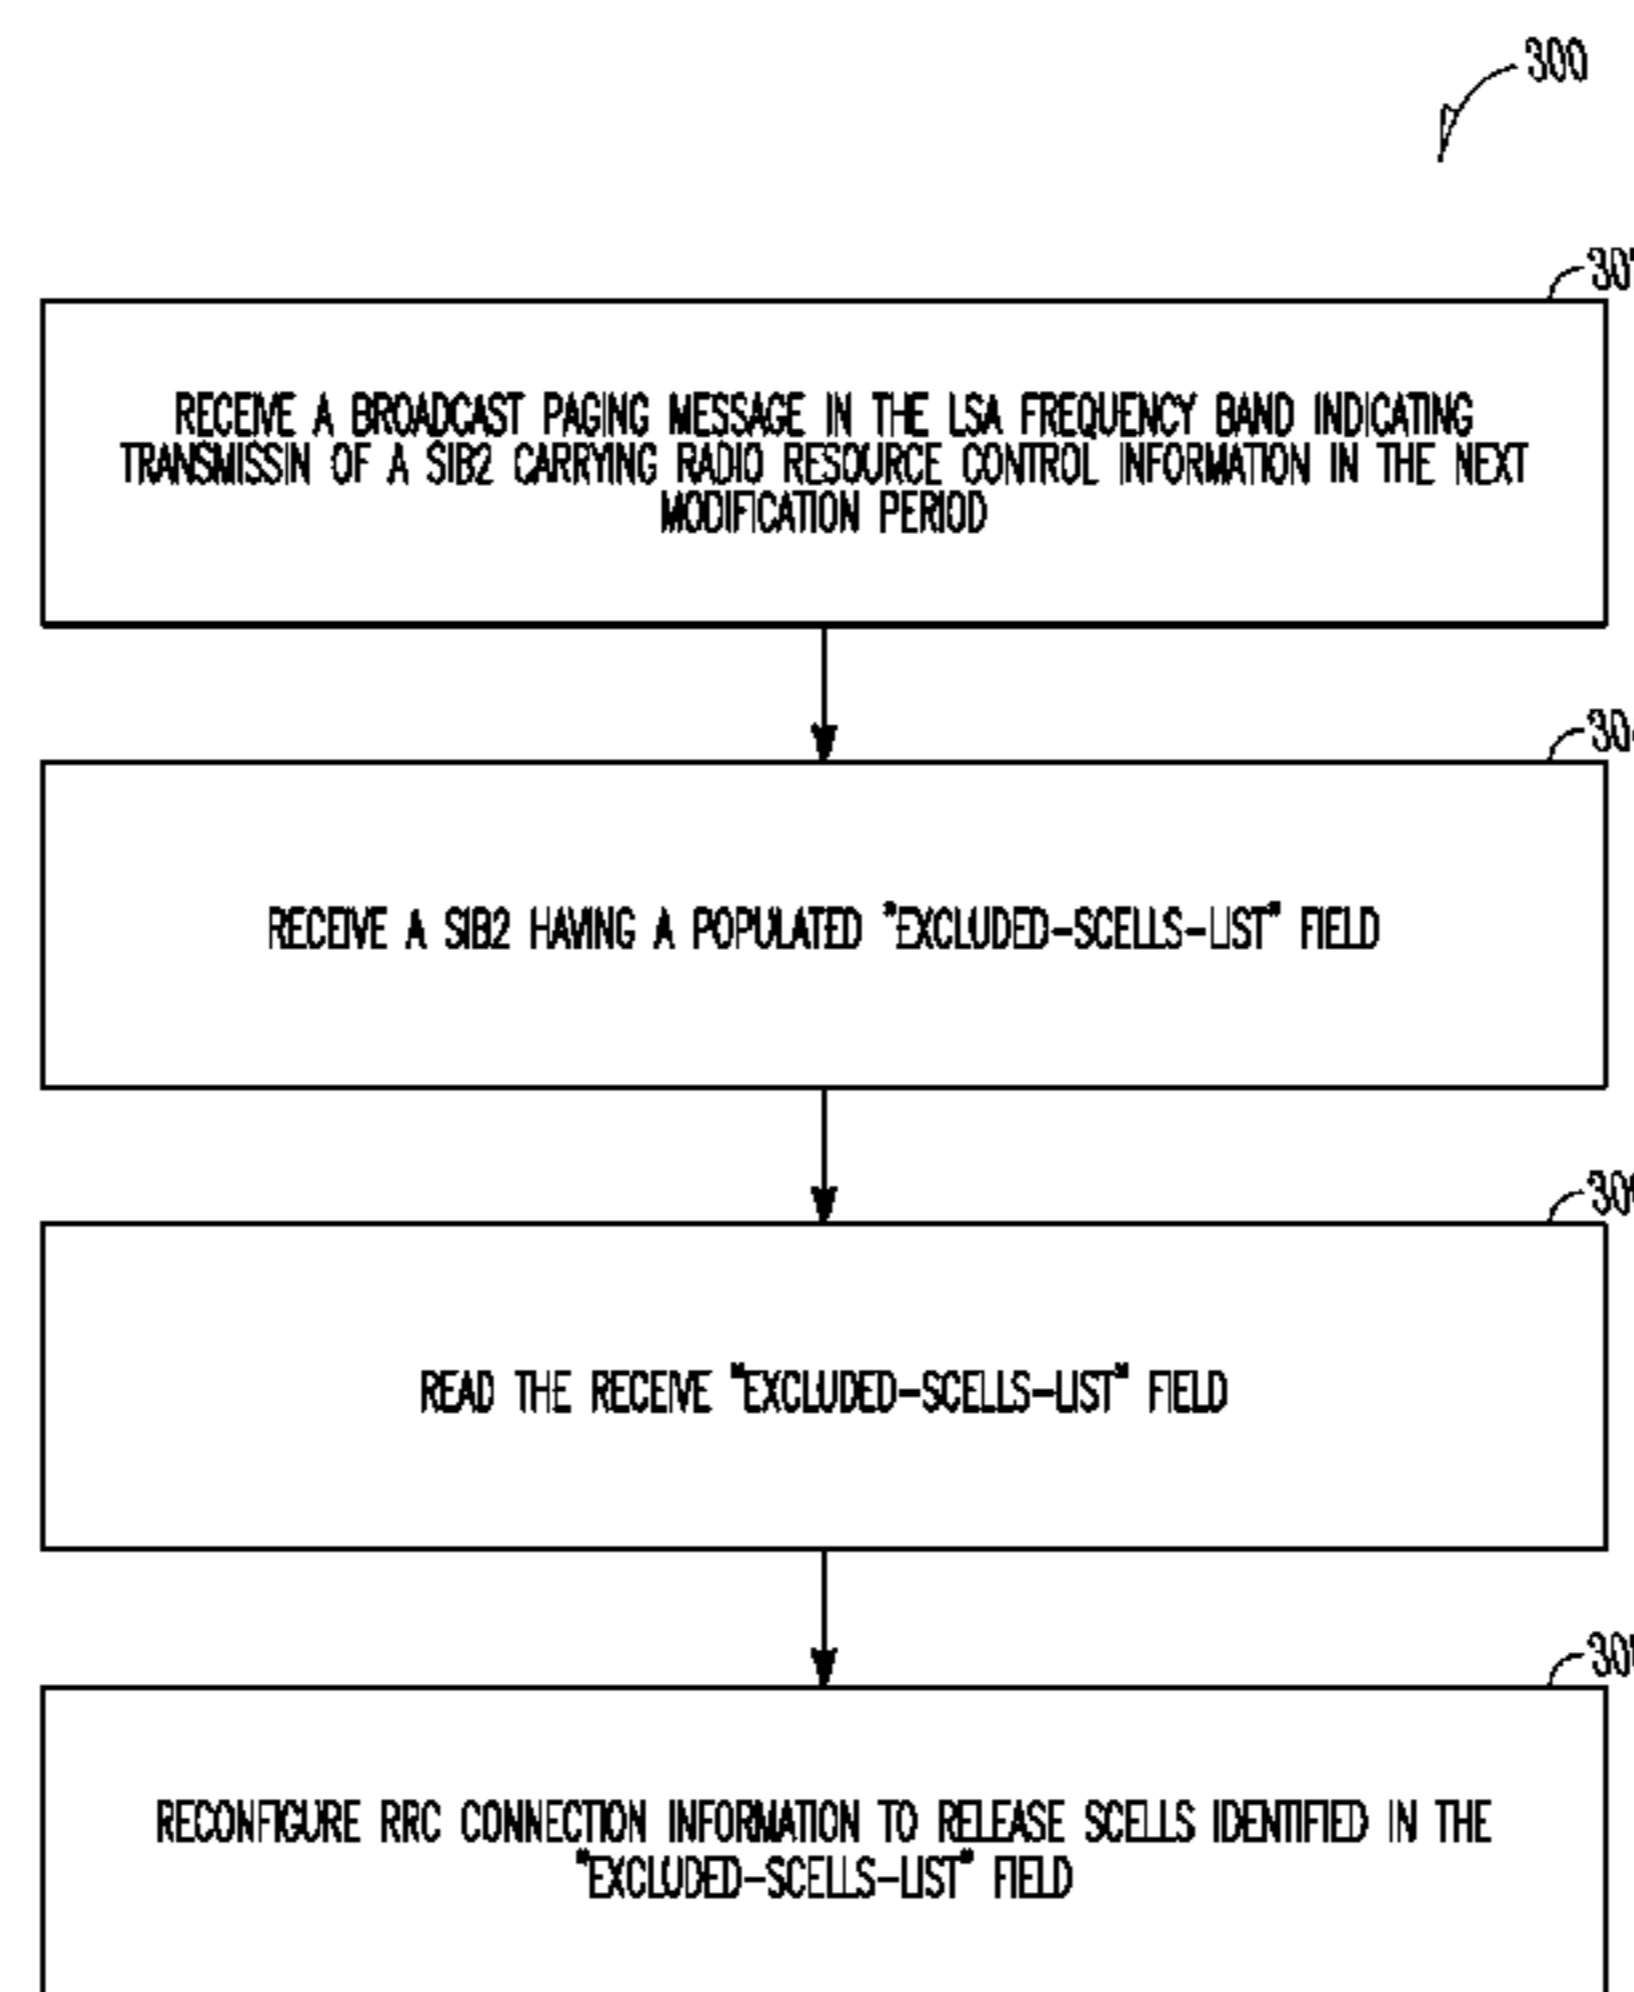 300
RECEIVE A BROADCAST PAGING MESSAGE IN THE LSA FREQUENCY BAND INDICATING
TRANSMISSIN OF A SIB2 CARRYING RADIO RESOURCE CONTROL INFORMATION IN THE NEXT
MODIFICATION PERIOD
RECEIVE A SIB2 HAVING A POPULATED "EXCLUDED-SCELLS-LIST" FIELD
READ THE RECEIVE "EXCLUDED-SCELLS-LIST" FIELD
RECONFIGURE RRC CONNECTION INFORMATION TO RELEASE SCELLS IDENTIFIED IN THE
"EXCLUDED-SCELLS-LIST" FIELD